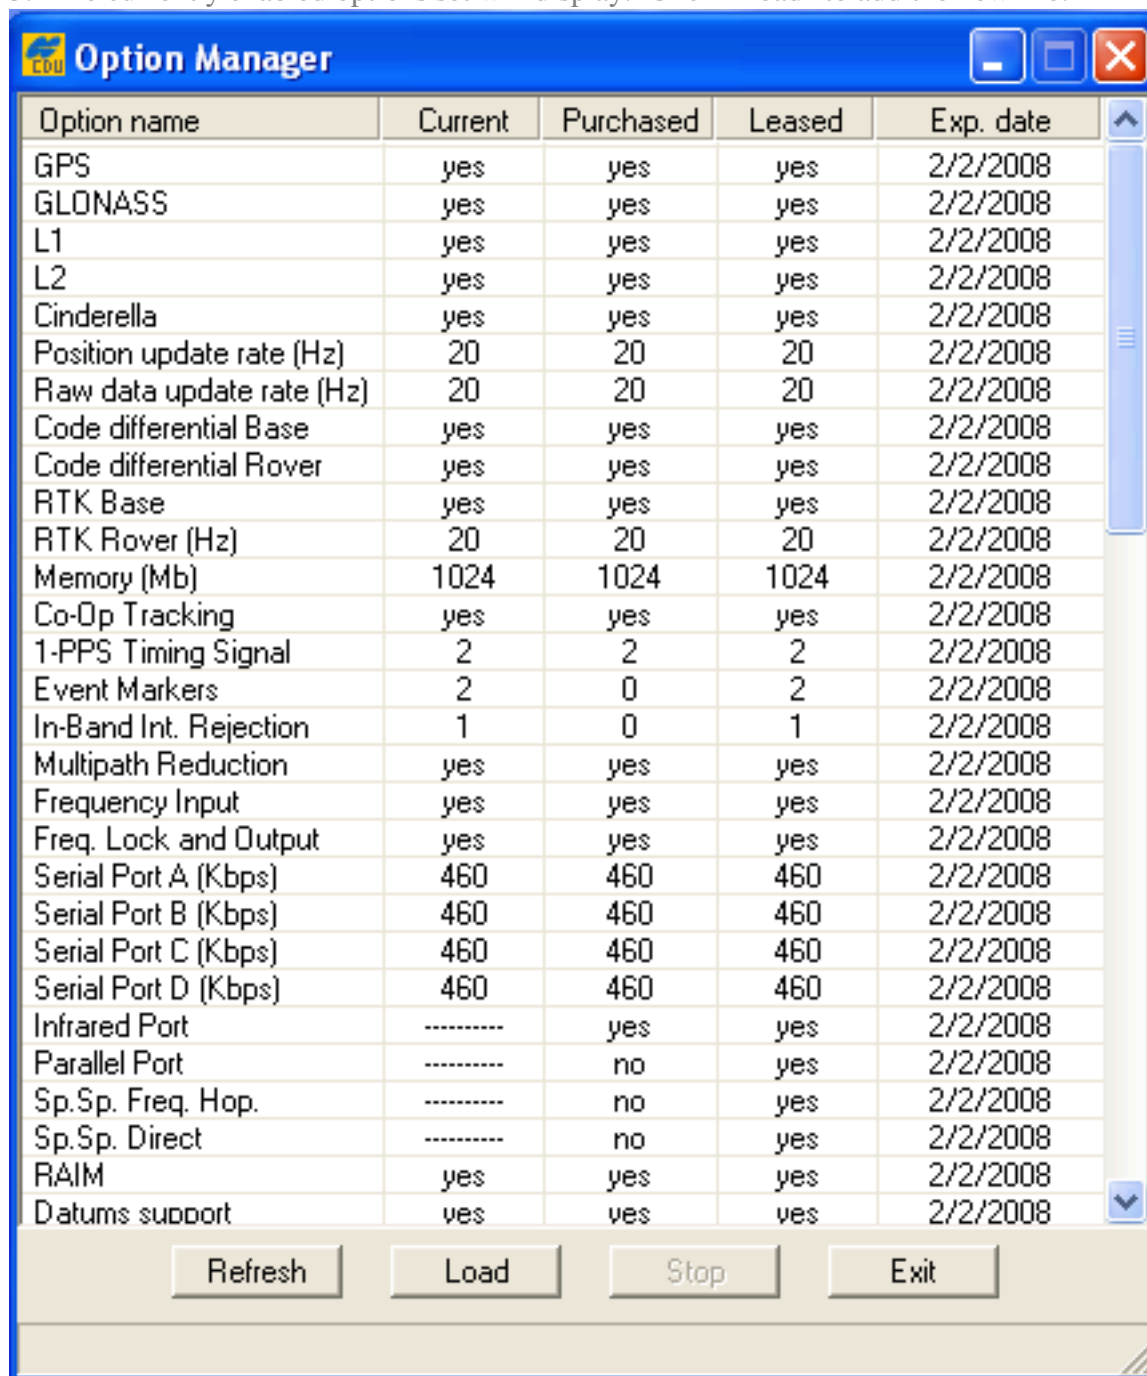 Option Manager
Option name Current Purchased Leased Exp. date
GPS yes yes yes 2/2/2008
GLONASS yes yes yes 2/2/2008
L1 yes yes yes 2/2/2008
L2 yes yes yes 2/2/2008
Cinderella yes yes yes 2/2/2008
Position update rate (Hz) 20 20 20 2/2/2008
Raw data update rate (Hz) 20 20 20 2/2/2008
Code differential Base yes yes yes 2/2/2008
Code differential Rover yes yes yes 2/2/2008
RTK Base yes yes yes 2/2/2008
RTK Rover (Hz) 20 20 20 2/2/2008
Memory (Mb) 1024 1024 1024 2/2/2008
Co-Op Tracking yes yes yes 2/2/2008
1-PPS Timing Signal 2 2 2 2/2/2008
Event Markers 2 0 2 2/2/2008
In-Band Int. Rejection 1 0 1 2/2/2008
Multipath Reduction yes yes yes 2/2/2008
Frequency Input yes yes yes 2/2/2008
Freq. Lock and Output yes yes yes 2/2/2008
Serial Port A (Kbps) 460 460 460 2/2/2008
Serial Port B (Kbps) 460 460 460 2/2/2008
Serial Port C (Kbps) 460 460 460 2/2/2008
Serial Port D (Kbps) 460 460 460 2/2/2008
Infrared Port ---------- yes yes 2/2/2008
Parallel Port ---------- no yes 2/2/2008
Sp.Sp. Freq. Hop. ---------- no yes 2/2/2008
Sp.Sp. Direct ---------- no yes 2/2/2008
RAIM yes yes yes 2/2/2008
Datums support yes yes yes 2/2/2008
Refresh Load Stop Exit